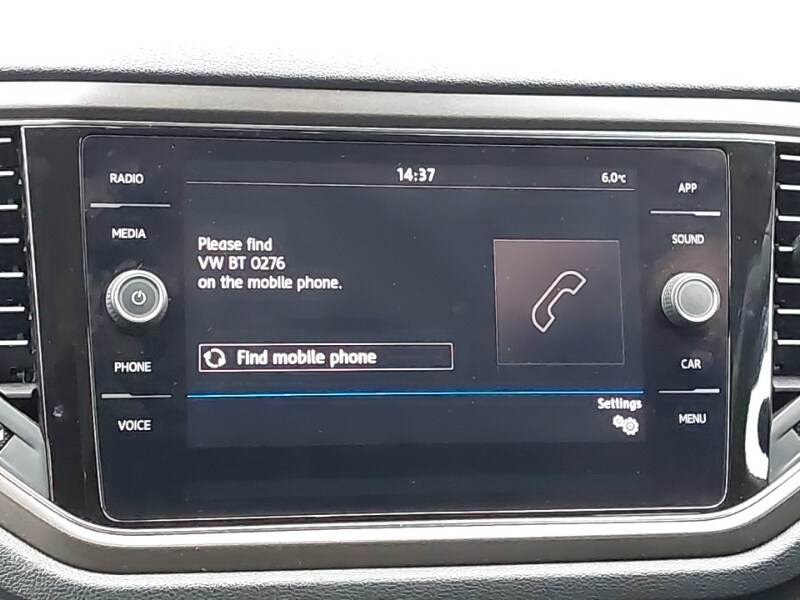 RADIO
MEDIA
PHONE
VOICE
14:37
6.0°C
Please find
VW BT 0276
on the mobile phone.
Find mobile phone
Settings
APP
SOUND
CAR
MENU